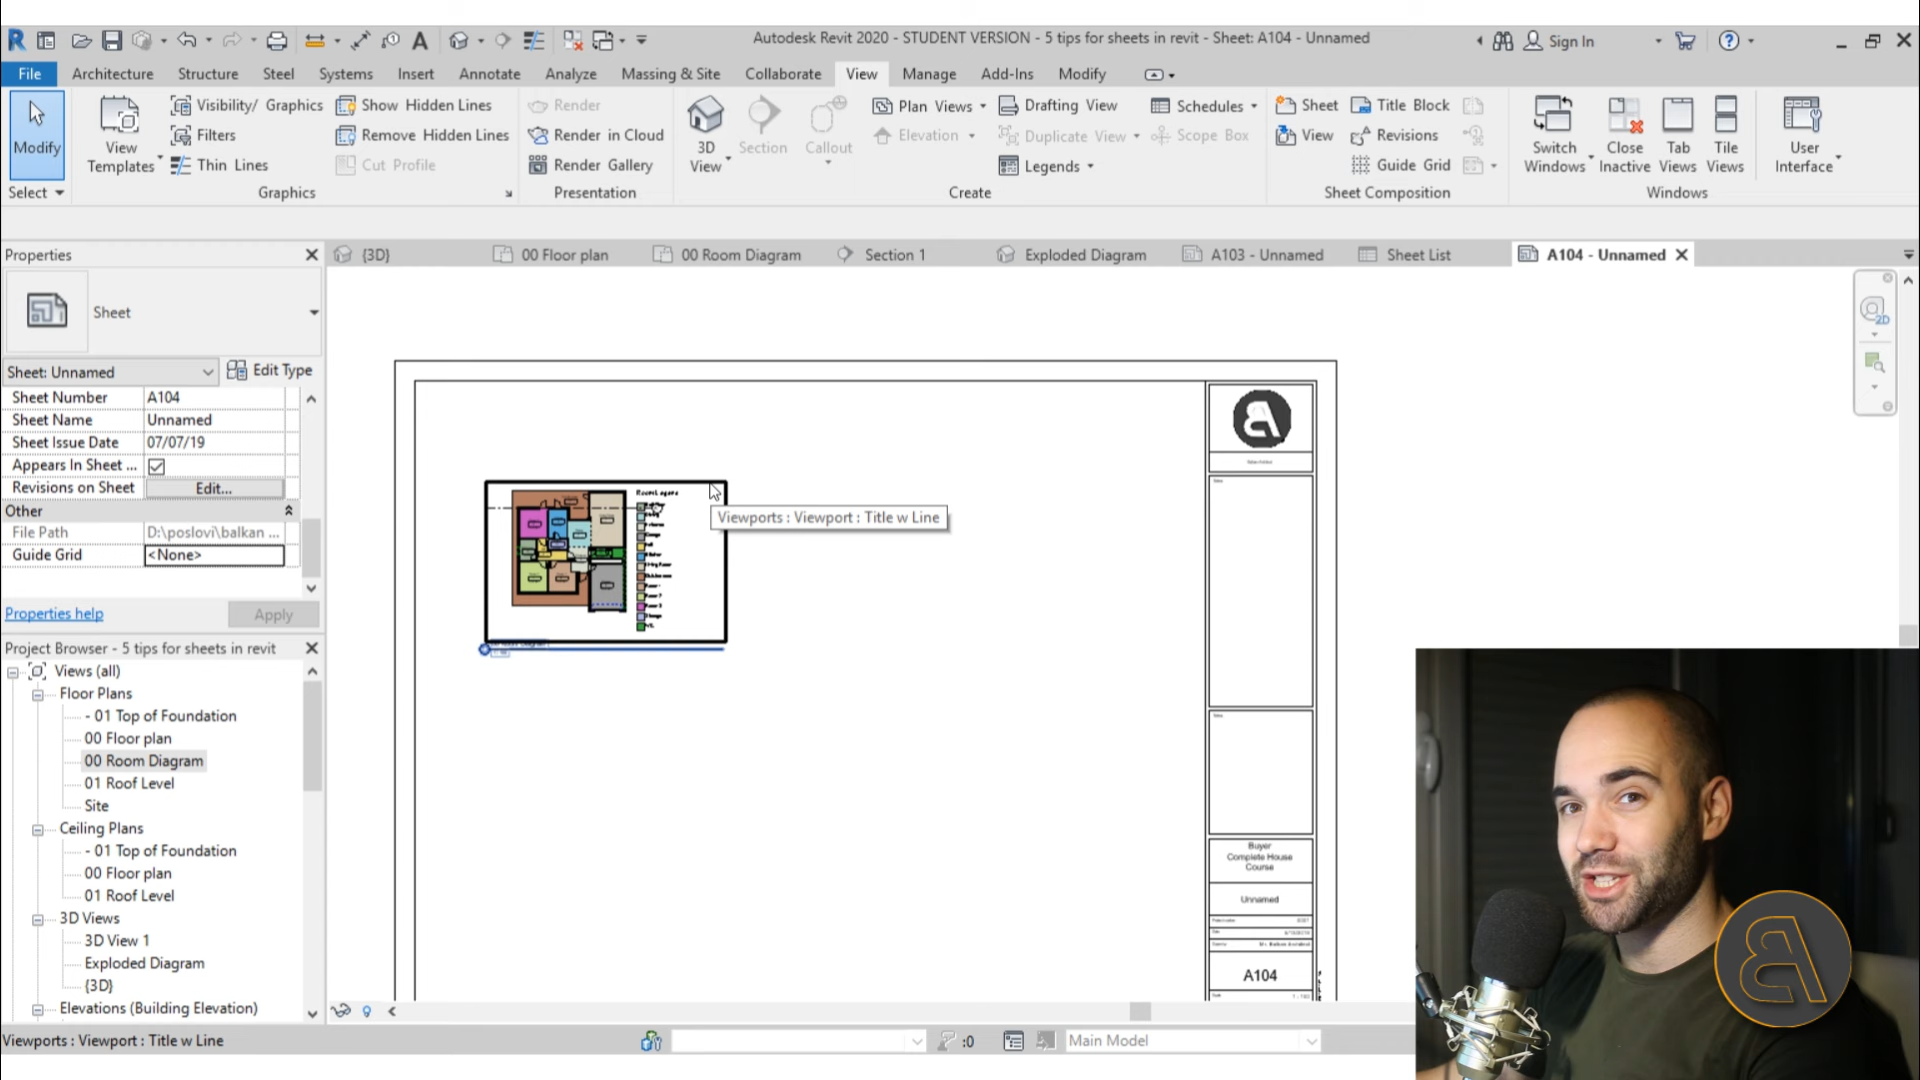 Autodesk Revit 2020 - STUDENT VERSION - 5 tips for sheets in revit - Sheet: A104 - Unnamed
Sign In
File Architecture Structure Steel Systems Insert Annotate Analyze Massing & Site Collaborate View Manage Add-Ins Modify
Modify
Select
View Templates
Visibility/ Graphics
Filters
Thin Lines
Show Hidden Lines
Remove Hidden Lines
Cut Profile
Graphics
Render
Render in Cloud
Render Gallery
Presentation
3D View
Section
Callout
Plan Views
Elevation
Drafting View
Duplicate View
Legends
Schedules
Scope Box
Create
Sheet
View
Title Block
Revisions
Guide Grid
Sheet Composition
Switch Windows
Close Inactive
Tab Views
Tile Views
Windows
User Interface
Properties
{3D} 00 Floor plan 00 Room Diagram Section 1 Exploded Diagram A103 - Unnamed Sheet List A104 - Unnamed
Sheet
Sheet: Unnamed
Edit Type
Sheet Number A104
Sheet Name Unnamed
Sheet Issue Date 07/07/19
Appears In Sheet ...
Revisions on Sheet Edit...
Other
File Path D:\poslovi\balkan ...
Guide Grid <None>
Properties help
Apply
Project Browser - 5 tips for sheets in revit
Views (all)
Floor Plans
- 01 Top of Foundation
00 Floor plan
00 Room Diagram
01 Roof Level
Site
Ceiling Plans
- 01 Top of Foundation
00 Floor plan
01 Roof Level
3D Views
3D View 1
Exploded Diagram
{3D}
Elevations (Building Elevation)
Viewports : Viewport : Title w Line
2D
Buyer
Complete House
Course
Unnamed
A104
Viewports : Viewport : Title w Line
:0
Main Model